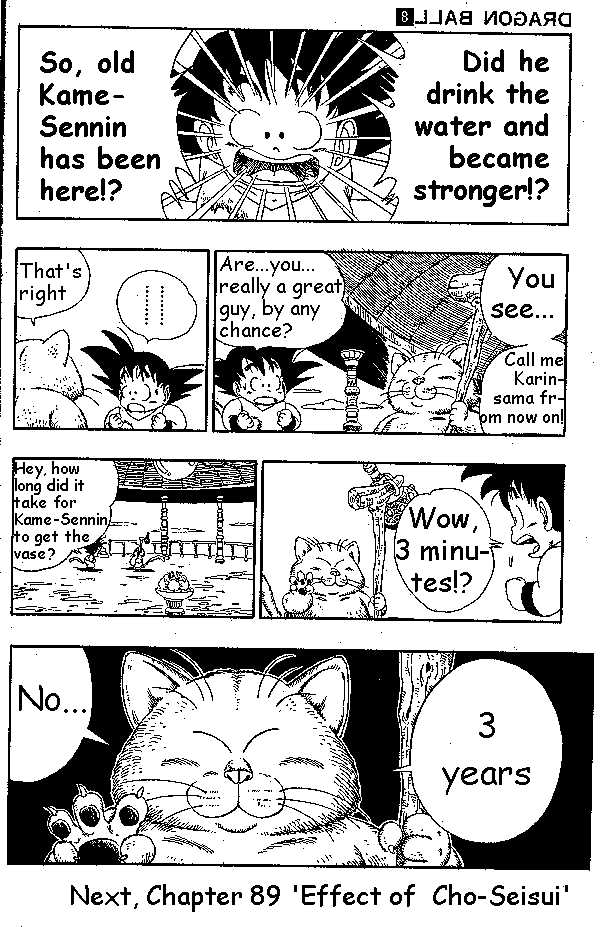 DRAGON BALL 8
So, old
Kame-
Sennin
has been
here!?
Did he
drink the
water and
became
stronger!?
That's
right
Are...you...
really a great
guy, by any
chance?
You
see...
Call me
Karin-
sama fr-
om now on!
Hey, how
long did it
take for
Kame-Sennin
to get the
vase?
Wow,
3 minu-
tes!?
No...
3
years
Next, Chapter 89 'Effect of Cho-Seisui'